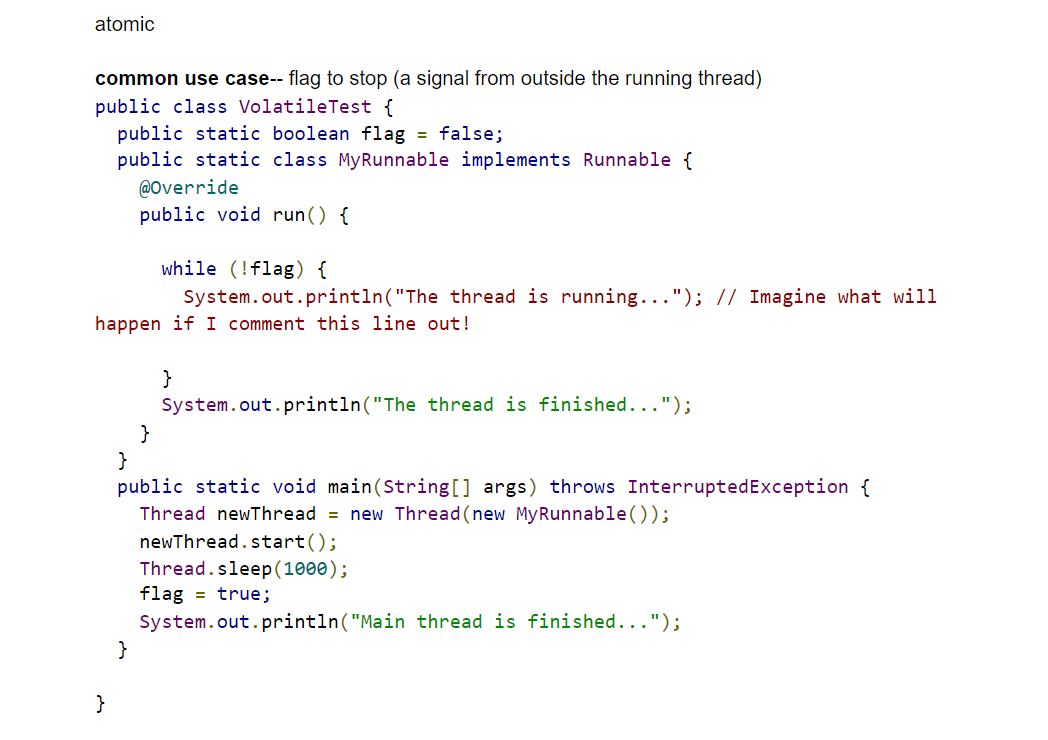 atomic
common use case-- flag to stop (a signal from outside the running thread)
public class VolatileTest {
public static boolean flag = false;
public static class MyRunnable implements Runnable {
@Override
public void run() {
while (!flag) {
System.out.println("The thread is running..."); // Imagine what will
happen if I comment this line out!
}
System.out.println("The thread is finished...");
}
}
public static void main(String[] args) throws InterruptedException {
Thread newThread = new Thread(new MyRunnable());
newThread.start();
Thread.sleep(1000);
flag = true;
System.out.println("Main thread is finished...");
}
}